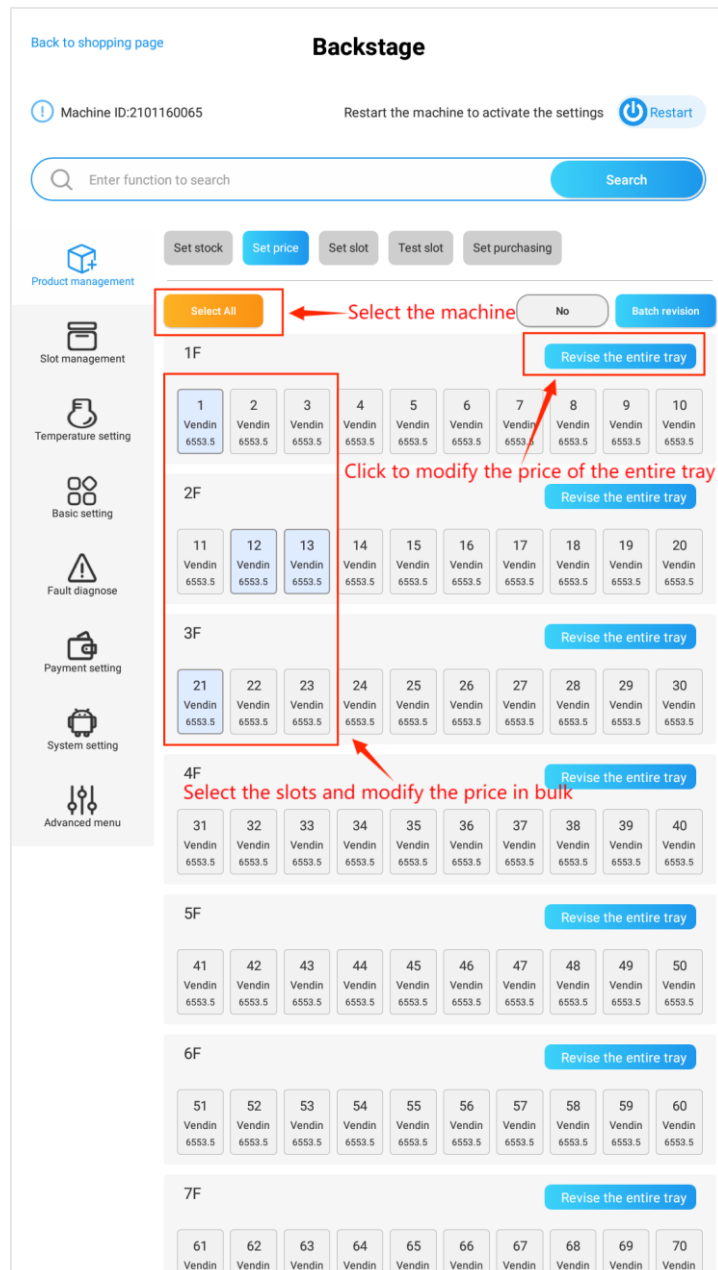 Back to shopping page
Backstage
Machine ID:2101160065
Restart the machine to activate the settings
Restart
Enter function to search
Search
Product management
Slot management
Temperature setting
Basic setting
Fault diagnose
Payment setting
System setting
Advanced menu
Set stock Set price Set slot Test slot Set purchasing
Select All
Select the machine
No
Batch revision
1F
Revise the entire tray
1 2 3 4 5 6 7 8 9 10
Vendin Vendin Vendin Vendin Vendin Vendin Vendin Vendin Vendin Vendin
6553.5 6553.5 6553.5 6553.5 6553.5 6553.5 6553.5 6553.5 6553.5 6553.5
Click to modify the price of the entire tray
2F
Revise the entire tray
11 12 13 14 15 16 17 18 19 20
Vendin Vendin Vendin Vendin Vendin Vendin Vendin Vendin Vendin Vendin
6553.5 6553.5 6553.5 6553.5 6553.5 6553.5 6553.5 6553.5 6553.5 6553.5
3F
Revise the entire tray
21 22 23 24 25 26 27 28 29 30
Vendin Vendin Vendin Vendin Vendin Vendin Vendin Vendin Vendin Vendin
6553.5 6553.5 6553.5 6553.5 6553.5 6553.5 6553.5 6553.5 6553.5 6553.5
4F
Revise the entire tray
Select the slots and modify the price in bulk
31 32 33 34 35 36 37 38 39 40
Vendin Vendin Vendin Vendin Vendin Vendin Vendin Vendin Vendin Vendin
6553.5 6553.5 6553.5 6553.5 6553.5 6553.5 6553.5 6553.5 6553.5 6553.5
5F
Revise the entire tray
41 42 43 44 45 46 47 48 49 50
Vendin Vendin Vendin Vendin Vendin Vendin Vendin Vendin Vendin Vendin
6553.5 6553.5 6553.5 6553.5 6553.5 6553.5 6553.5 6553.5 6553.5 6553.5
6F
Revise the entire tray
51 52 53 54 55 56 57 58 59 60
Vendin Vendin Vendin Vendin Vendin Vendin Vendin Vendin Vendin Vendin
6553.5 6553.5 6553.5 6553.5 6553.5 6553.5 6553.5 6553.5 6553.5 6553.5
7F
Revise the entire tray
61 62 63 64 65 66 67 68 69 70
Vendin Vendin Vendin Vendin Vendin Vendin Vendin Vendin Vendin Vendin